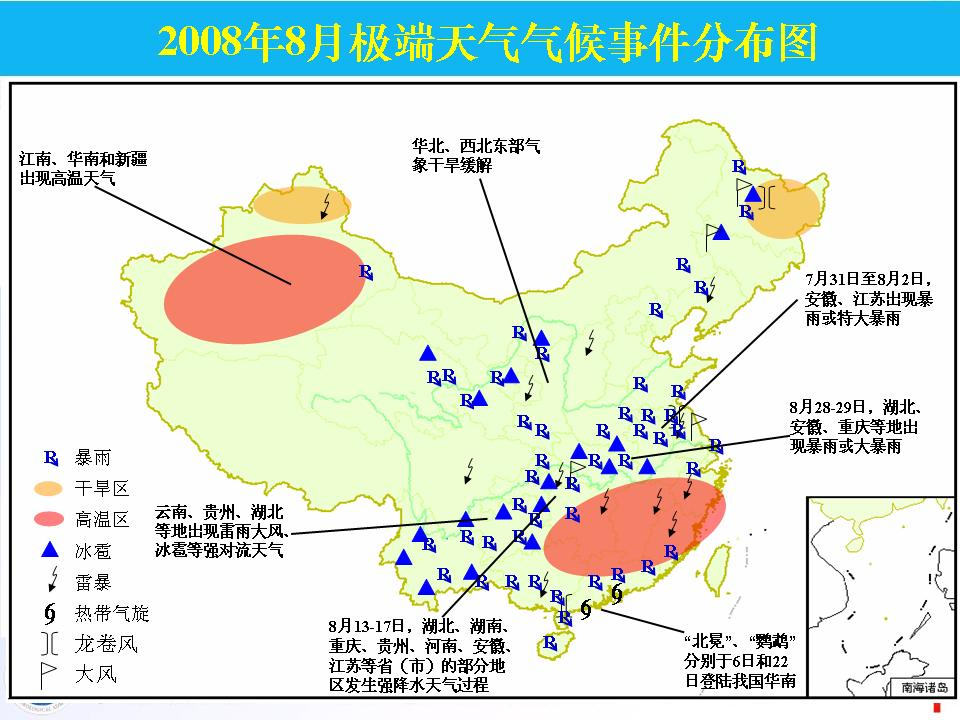 2008年8月极端天气气候事件分布图
江南、华南和新疆
出现高温天气
华北、西北东部气
象干旱缓解
7月31日至8月2日，
安徽、江苏出现暴
雨或特大暴雨
8月28-29日，湖北、
安徽、重庆等地出
现暴雨或大暴雨
云南、贵州、湖北
等地出现雷雨大风、
冰雹等强对流天气
8月13-17日，湖北、湖南、
重庆、贵州、河南、安徽、
江苏等省（市）的部分地
区发生强降水天气过程
“北冕”、“鹦鹉”
分别于6日和22
日登陆我国华南
暴雨
干旱区
高温区
冰雹
雷暴
热带气旋
龙卷风
大风
南海诸岛